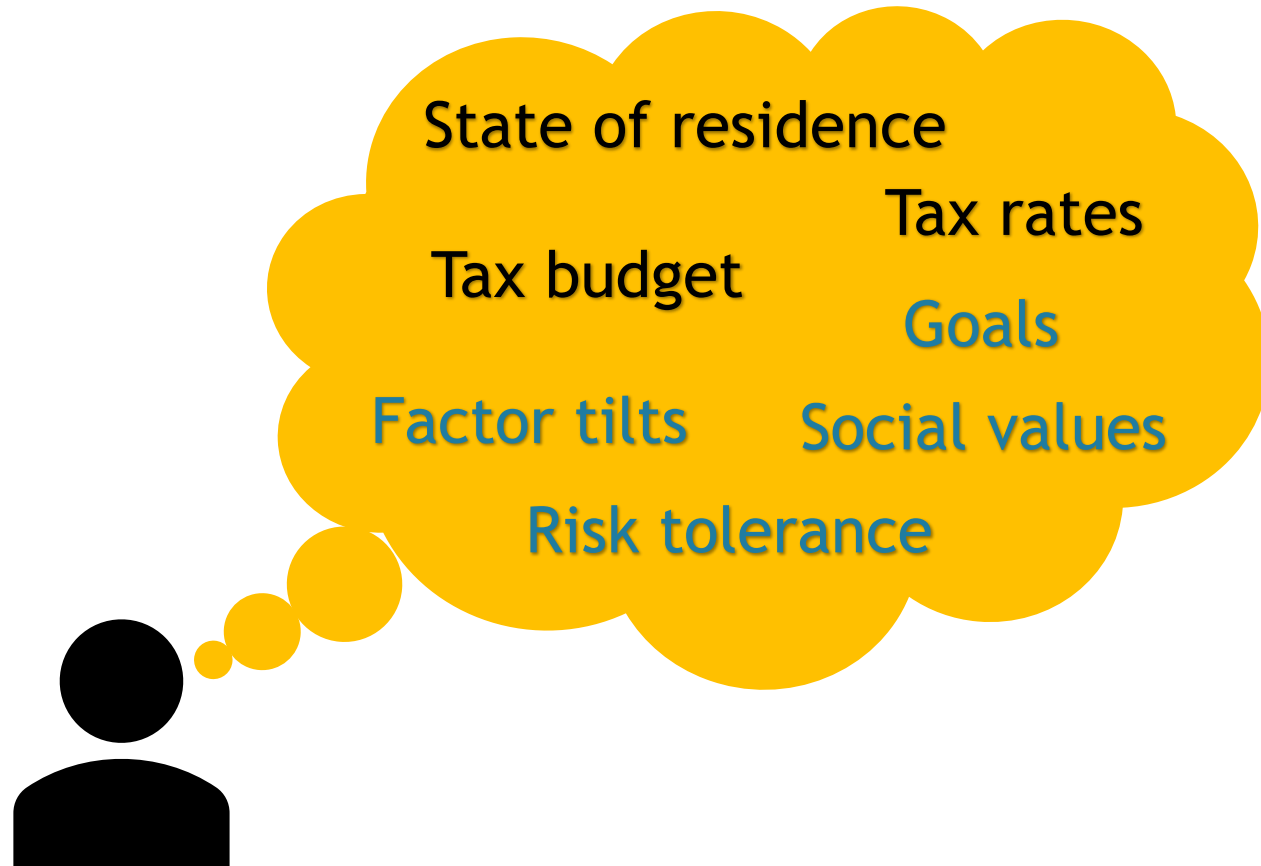 State of residence
Tax rates
Tax budget
Goals
Factor tilts
Social values
Risk tolerance